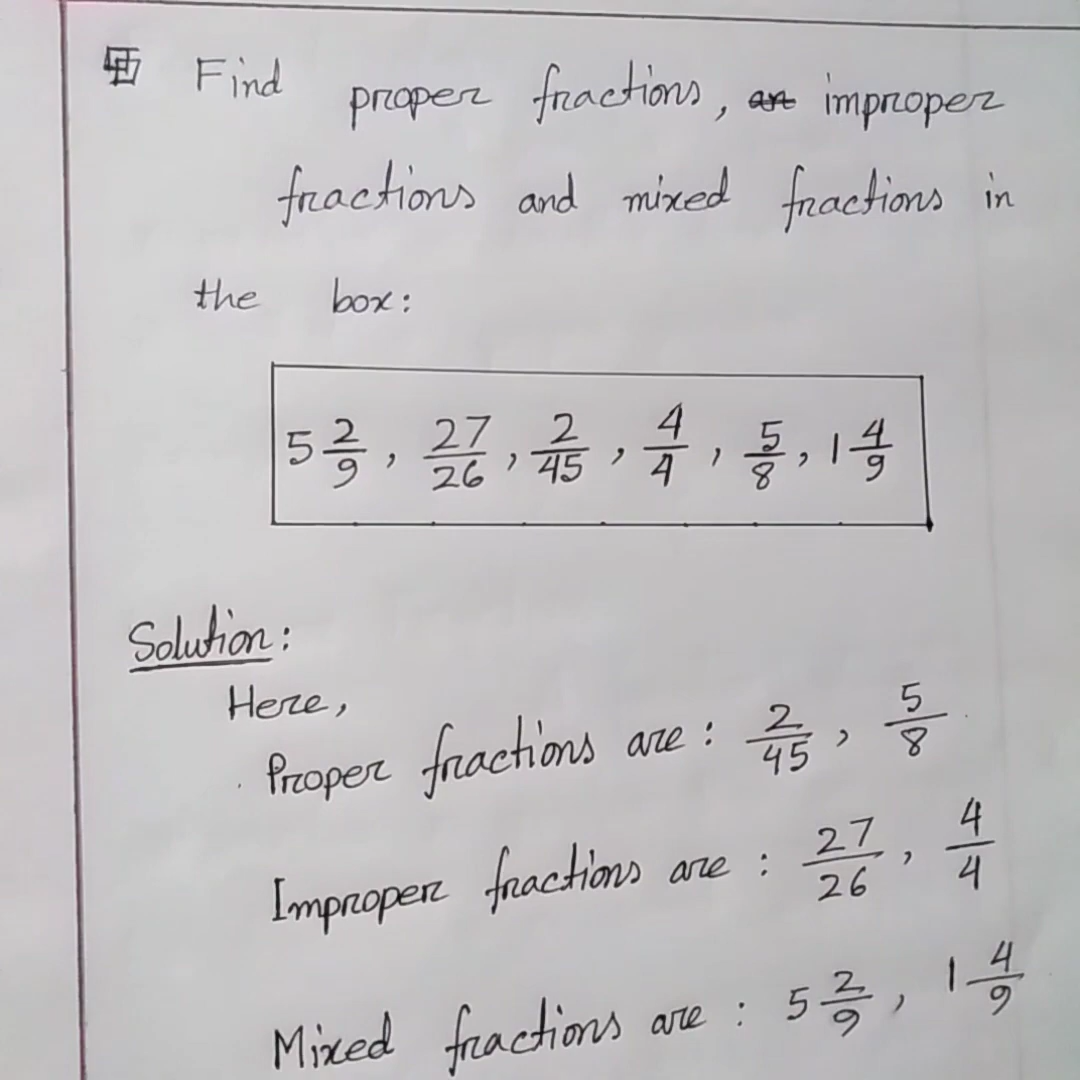 Find proper fractions, an improper
fractions and mixed fractions in
the box:
5 2/9, 27/26, 2/45, 4/4, 5/8, 1 4/9
Solution:
Here,
Proper fractions are: 2/45, 5/8
Improper fractions are: 27/26, 4/4
Mixed fractions are: 5 2/9, 1 4/9